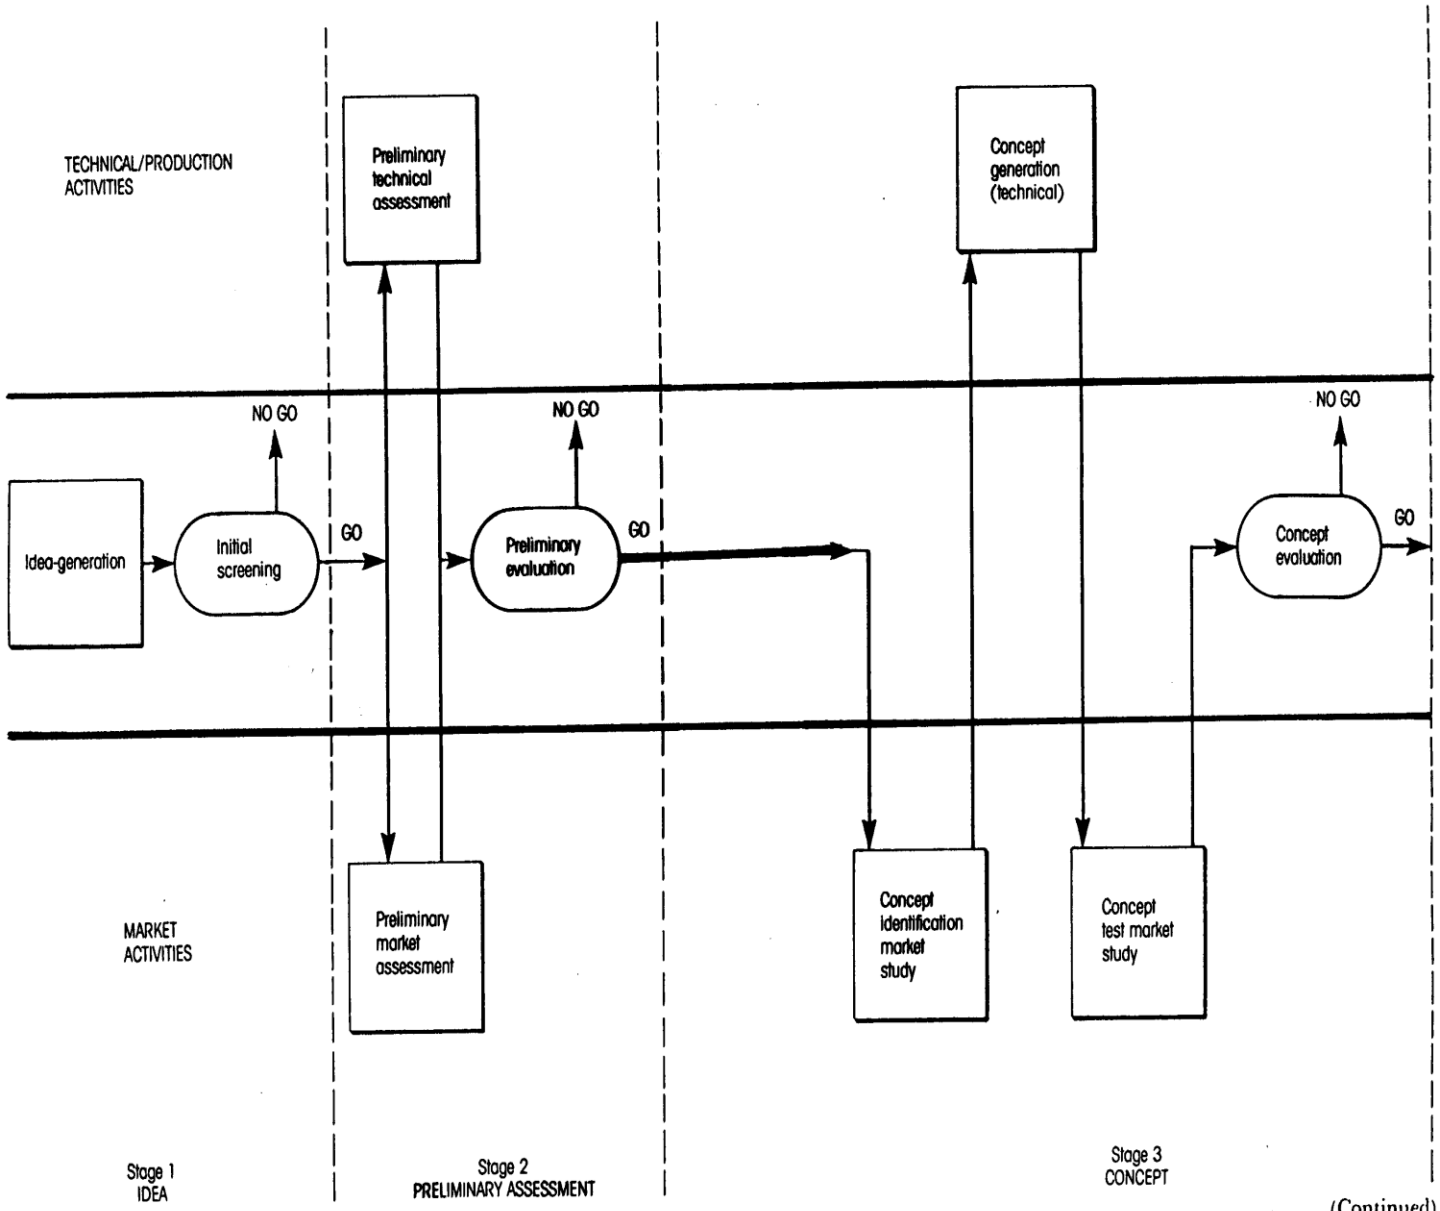 TECHNICAL/PRODUCTION
ACTIVITIES
Preliminary
technical
assessment
Concept
generation
(technical)
NO GO
NO GO
NO GO
Idea-generation
Initial
screening
GO
Preliminary
evaluation
GO
Concept
evaluation
GO
MARKET
ACTIVITIES
Preliminary
market
assessment
Concept
identification
market
study
Concept
test market
study
Stage 1
IDEA
Stage 2
PRELIMINARY ASSESSMENT
Stage 3
CONCEPT
(Continued)